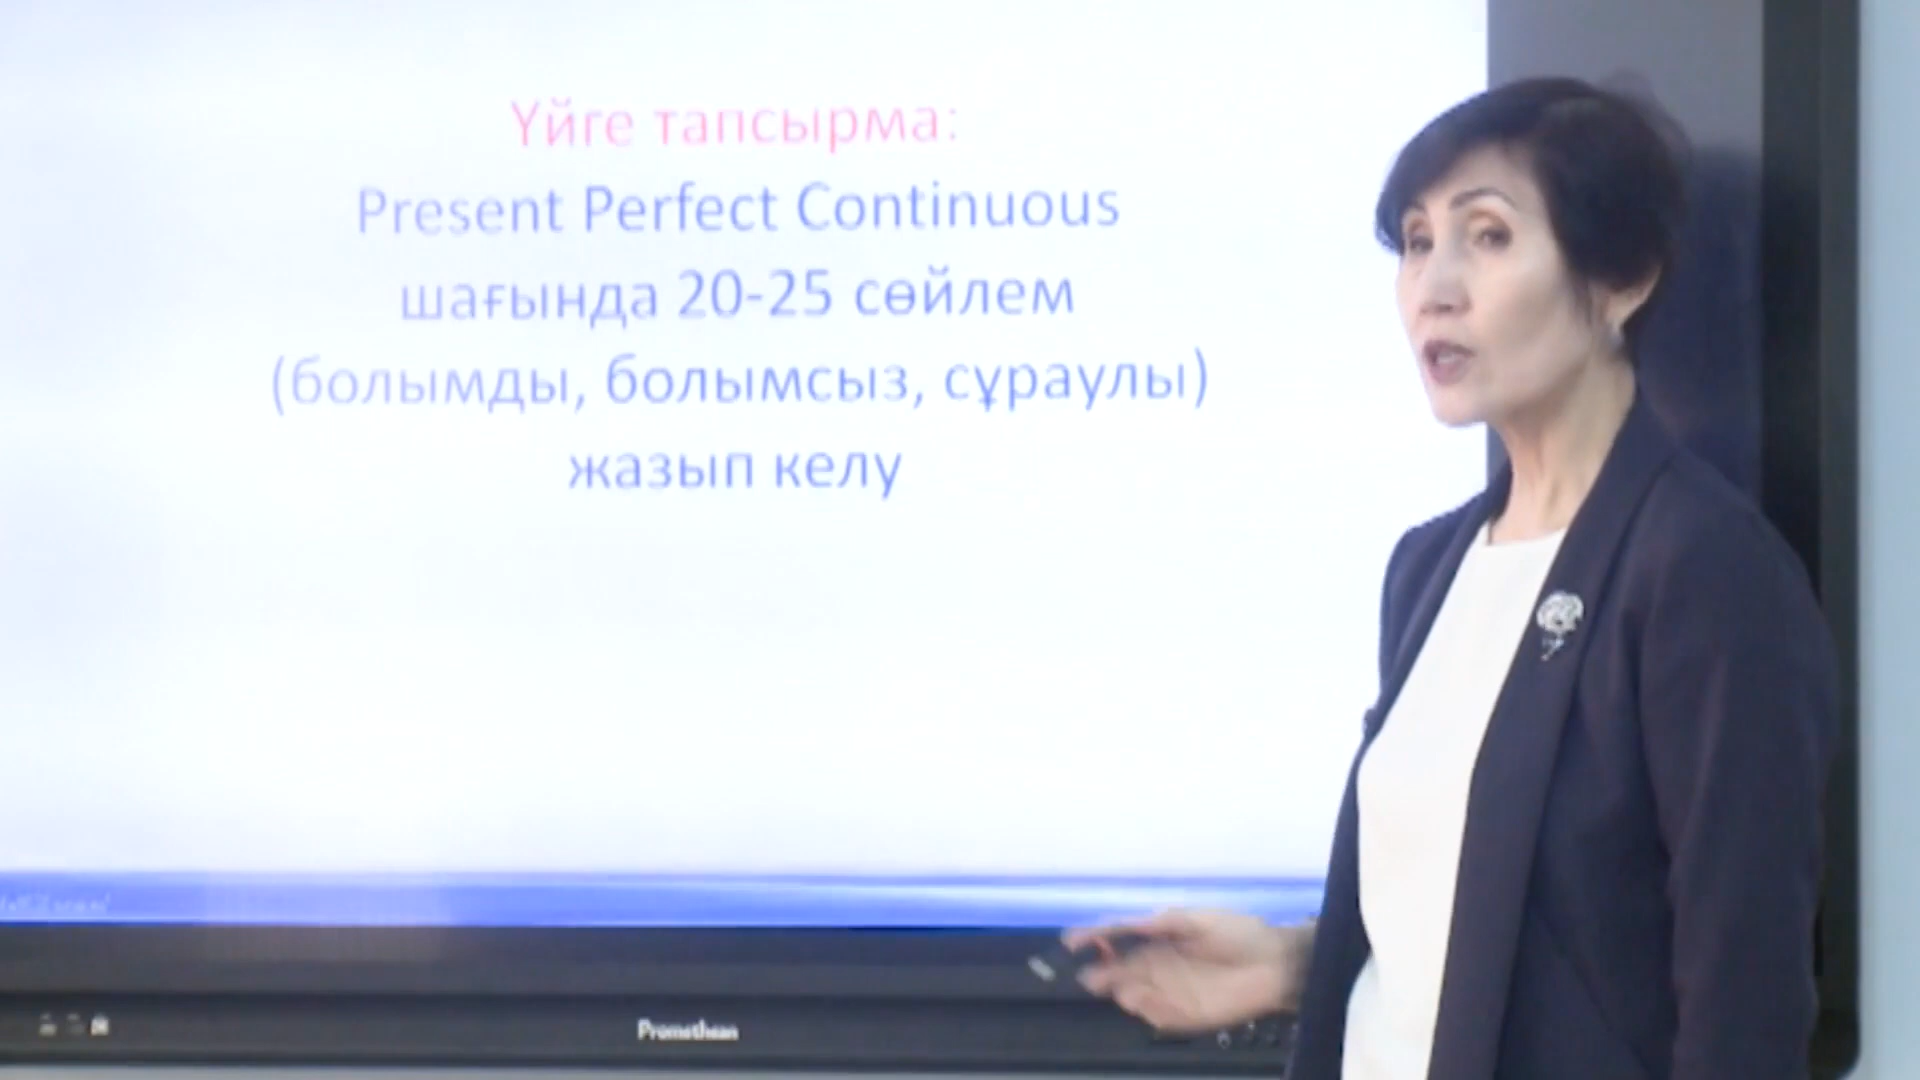 Үйге тапсырма:
Present Perfect Continuous
шағында 20-25 сөйлем
(болымды, болымсыз, сұраулы)
жазып келу
Promethean